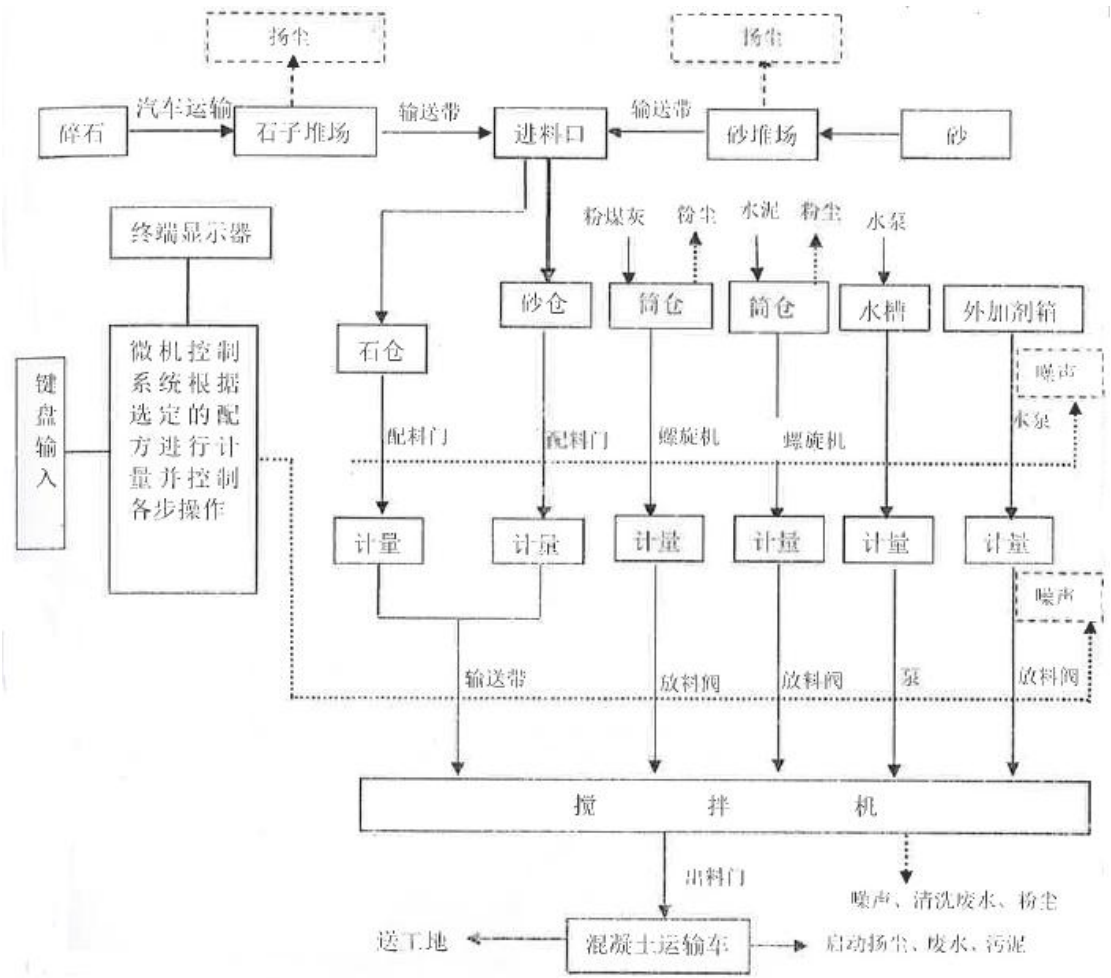 扬尘
扬尘
汽车运输
输送带
输送带
碎石
石子堆场
进料口
砂堆场
砂
终端显示器
粉煤灰
粉尘
水泥
粉尘
水泵
砂仓
筒仓
筒仓
水槽
外加剂箱
石仓
噪声
键盘输入
微机控制
系统根据
选定的配
方进行计
量并控制
各步操作
配料门
配料门
螺旋机
螺旋机
水泵
计量
计量
计量
计量
计量
计量
噪声
输送带
放料阀
放料阀
泵
放料阀
搅拌机
出料门
噪声、清洗废水、粉尘
送工地
混凝土运输车
启动扬尘、废水、污泥